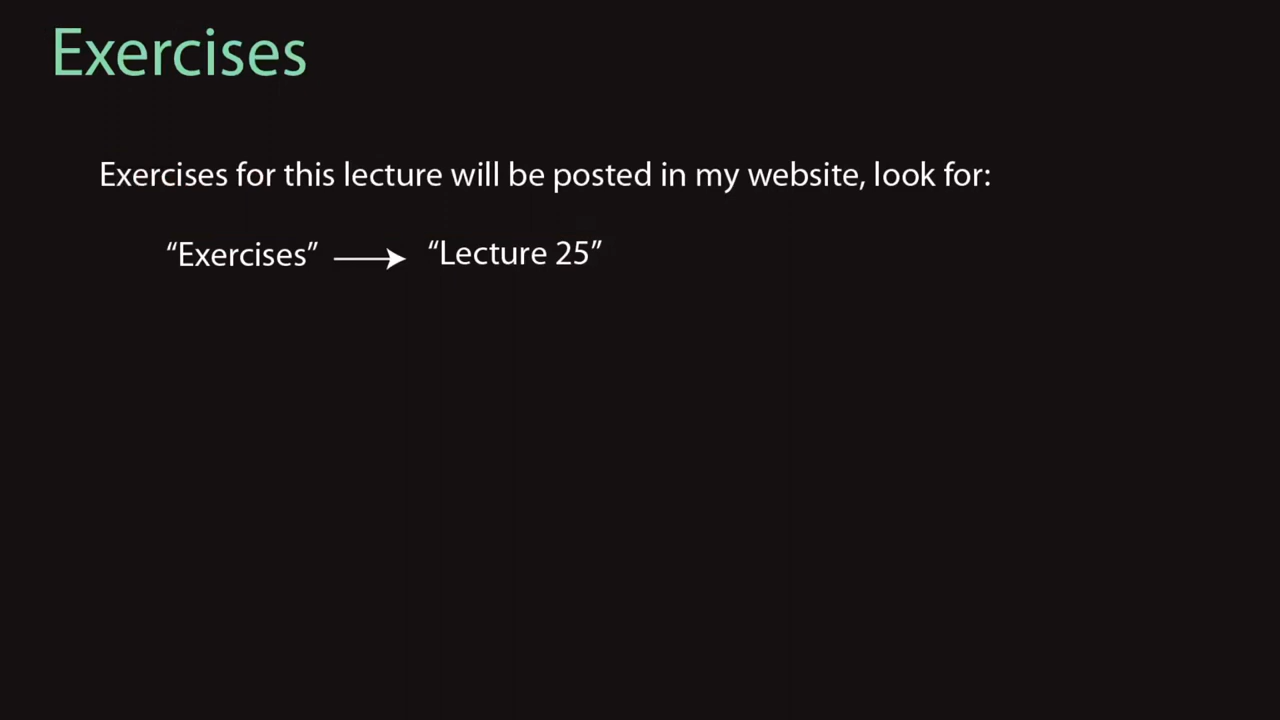 Exercises
Exercises for this lecture will be posted in my website, look for:
“Exercises” → “Lecture 25”